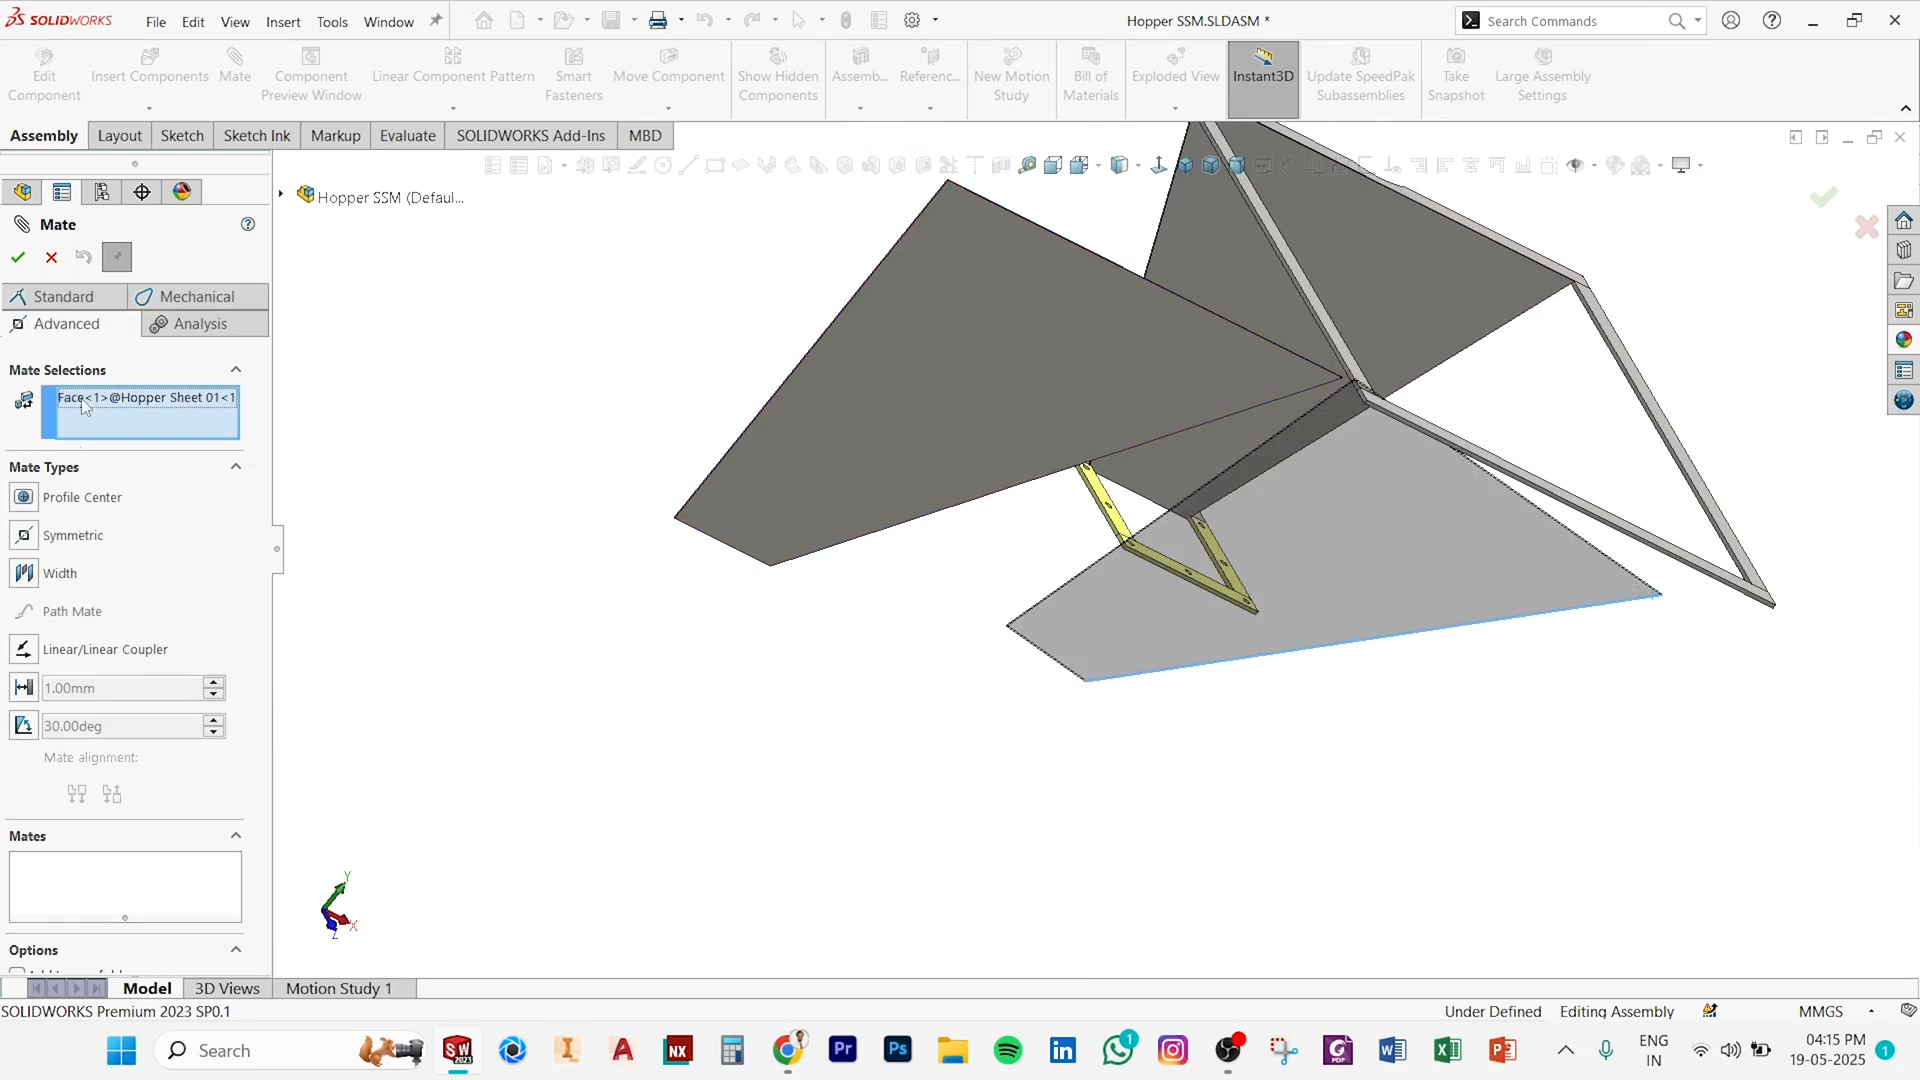 SOLIDWORKS File Edit View Insert Tools Window Hopper SSM.SLDASM * Search Commands
Edit Component
Insert Components
Mate
Component Preview Window
Linear Component Pattern
Smart Fasteners
Move Component
Show Hidden Components
Assemb...
Referenc...
New Motion Study
Bill of Materials
Exploded View
Instant3D
Update SpeedPak Subassemblies
Take Snapshot
Large Assembly Settings
Assembly Layout Sketch Sketch Ink Markup Evaluate SOLIDWORKS Add-Ins MBD
Hopper SSM (Defaul...
Mate
Standard Mechanical
Advanced Analysis
Mate Selections
Face<1>@Hopper Sheet 01<1
Mate Types
Profile Center
Symmetric
Width
Path Mate
Linear/Linear Coupler
1.00mm
30.00deg
Mate alignment:
Mates
Options
Y
X
Z
Model 3D Views Motion Study 1
SOLIDWORKS Premium 2023 SP0.1 Under Defined Editing Assembly MMGS
Search
ENG
IN
04:15 PM
19-05-2025
1